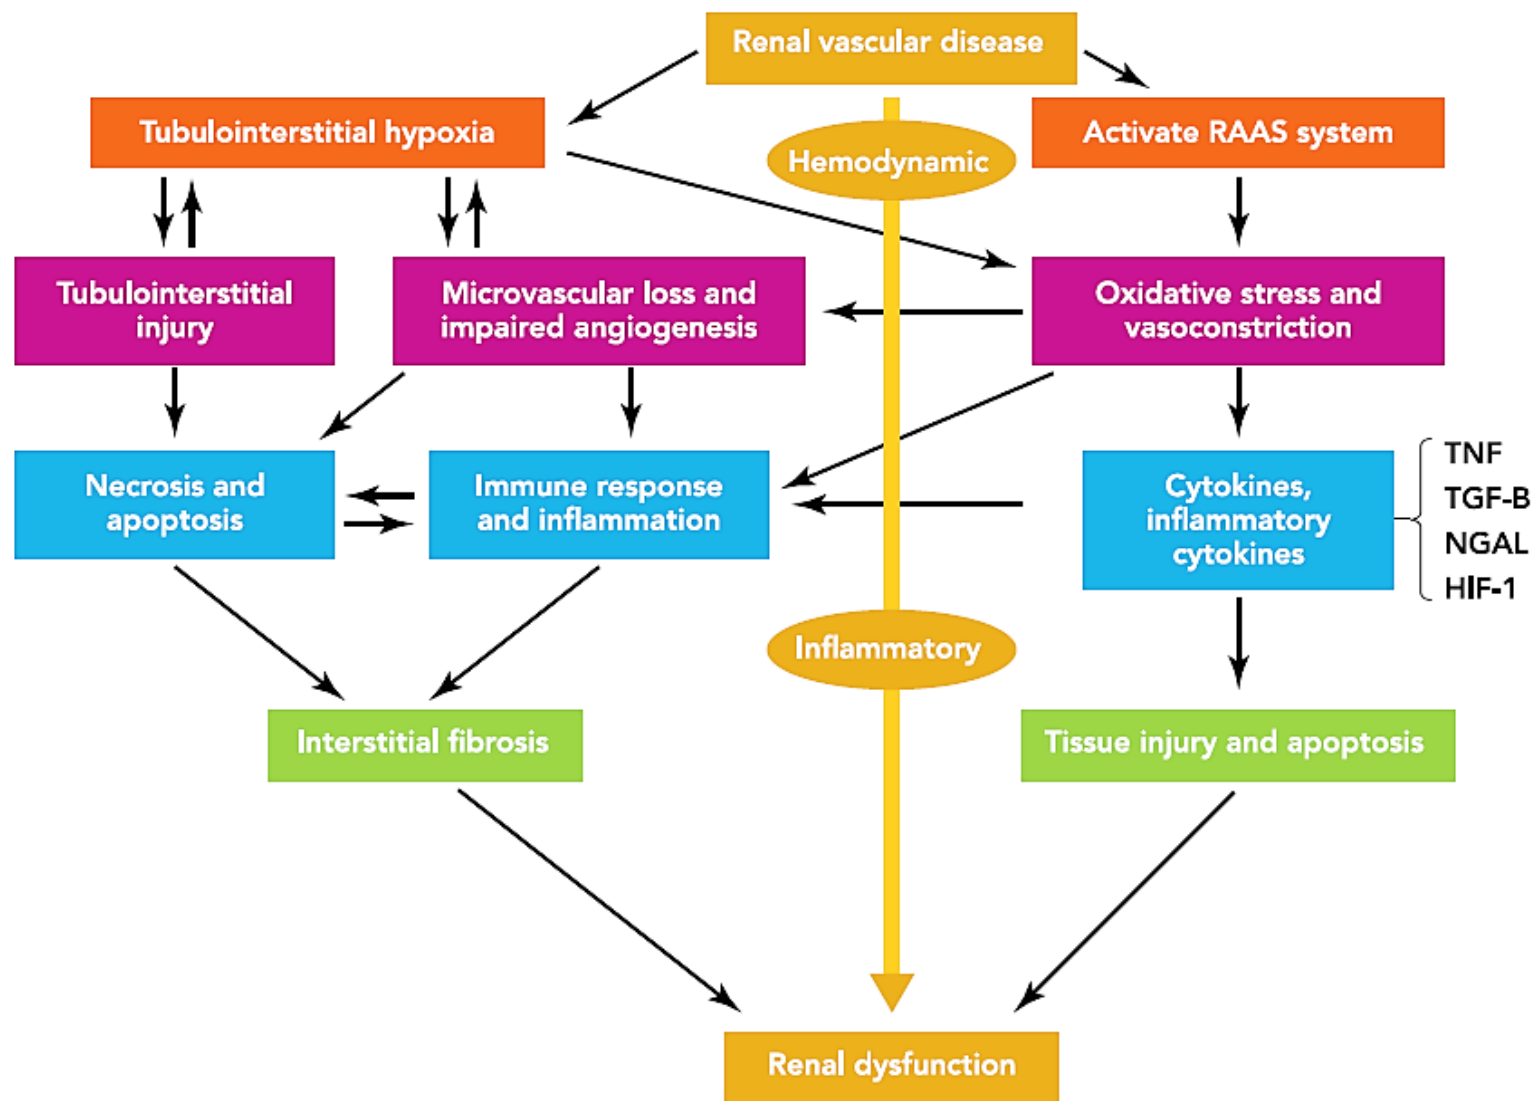 Renal vascular disease
Tubulointerstitial hypoxia
Hemodynamic
Activate RAAS system
Tubulointerstitial
injury
Microvascular loss and
impaired angiogenesis
Oxidative stress and
vasoconstriction
Necrosis and
apoptosis
Immune response
and inflammation
Cytokines,
inflammatory
cytokines
TNF
TGF-B
NGAL
HIF-1
Inflammatory
Interstitial fibrosis
Tissue injury and apoptosis
Renal dysfunction